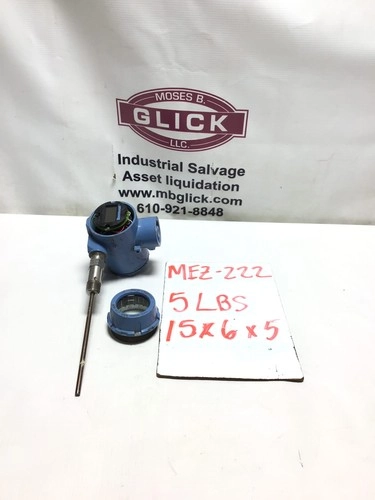 MOSES B.
GLICK
LLC.
Industrial Salvage
Asset liquidation
www.mbglick.com
610-921-8848
MEZ-222
5 LBS
15x6x5